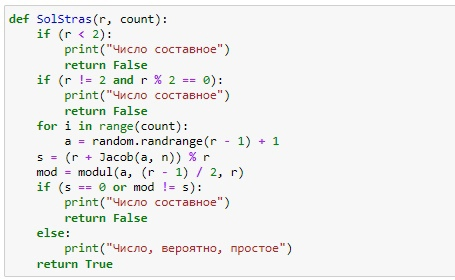 def SolStras(r, count):
    if (r < 2):
        print("Число составное")
        return False
    if (r != 2 and r % 2 == 0):
        print("Число составное")
        return False
    for i in range(count):
        a = random.randrange(r - 1) + 1
    s = (r + Jacob(a, n)) % r
    mod = modul(a, (r - 1) / 2, r)
    if (s == 0 or mod != s):
        print("Число составное")
        return False
    else:
        print("Число, вероятно, простое")
    return True